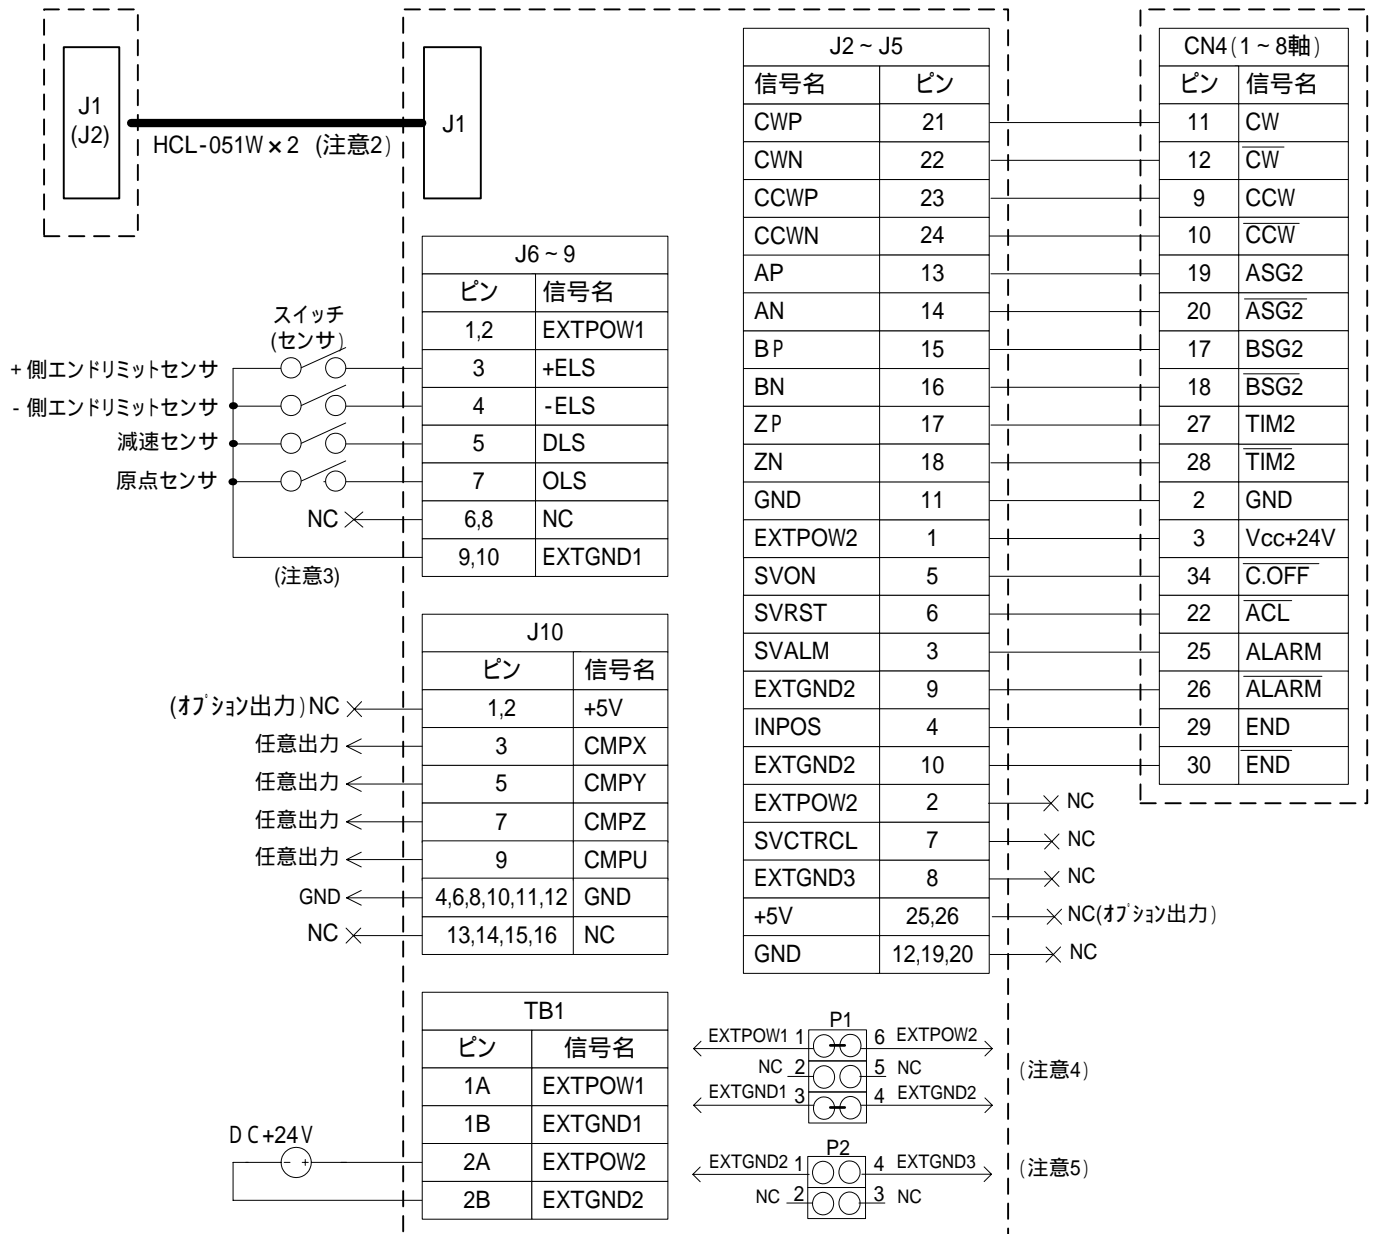 J1
(J2)
HCL-051W×2 (注意2)
J1
J6～9
ピン 信号名
1,2 EXTPOW1
スイッチ
(センサ)
+側エンドリミットセンサ 3 +ELS
-側エンドリミットセンサ 4 -ELS
減速センサ 5 DLS
原点センサ 7 OLS
NC 6,8 NC
9,10 EXTGND1
(注意3)
J10
ピン 信号名
(ｵﾌﾟｼｮﾝ出力)NC 1,2 +5V
任意出力 3 CMPX
任意出力 5 CMPY
任意出力 7 CMPZ
任意出力 9 CMPU
GND 4,6,8,10,11,12 GND
NC 13,14,15,16 NC
TB1
ピン 信号名
1A EXTPOW1
1B EXTGND1
DC+24V
- +
2A EXTPOW2
2B EXTGND2
J2～J5
信号名 ピン
CWP 21
CWN 22
CCWP 23
CCWN 24
AP 13
AN 14
BP 15
BN 16
ZP 17
ZN 18
GND 11
EXTPOW2 1
SVON 5
SVRST 6
SVALM 3
EXTGND2 9
INPOS 4
EXTGND2 10
EXTPOW2 2 NC
SVCTRCL 7 NC
EXTGND3 8 NC
+5V 25,26 NC(ｵﾌﾟｼｮﾝ出力)
GND 12,19,20 NC
CN4(1～8軸)
ピン 信号名
11 CW
12 C̅W̅
9 CCW
10 C̅C̅W̅
19 ASG2
20 A̅S̅G̅2̅
17 BSG2
18 B̅S̅G̅2̅
27 TIM2
28 T̅I̅M̅2̅
2 GND
3 Vcc+24V
34 C̅.̅O̅F̅F̅
22 A̅C̅L̅
25 ALARM
26 A̅L̅A̅R̅M̅
29 END
30 E̅N̅D̅
P1
EXTPOW1 1 6 EXTPOW2
NC 2 5 NC
EXTGND1 3 4 EXTGND2
(注意4)
P2
EXTGND2 1 4 EXTGND3
NC 2 3 NC
(注意5)